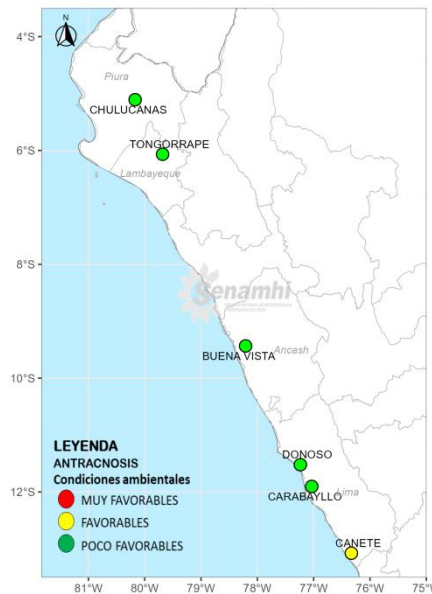 N
4°S
Piura
CHULUCANAS
TONGORRAPE
6°S
Lambayeque
8°S
Senamhi
BUENA VISTA
Ancash
10°S
LEYENDA
ANTRACNOSIS
Condiciones ambientales
MUY FAVORABLES
FAVORABLES
POCO FAVORABLES
DONOSO
12°S
CARABAYLLO
Lima
CANETE
81°W 80°W 79°W 78°W 77°W 76°W 75°W